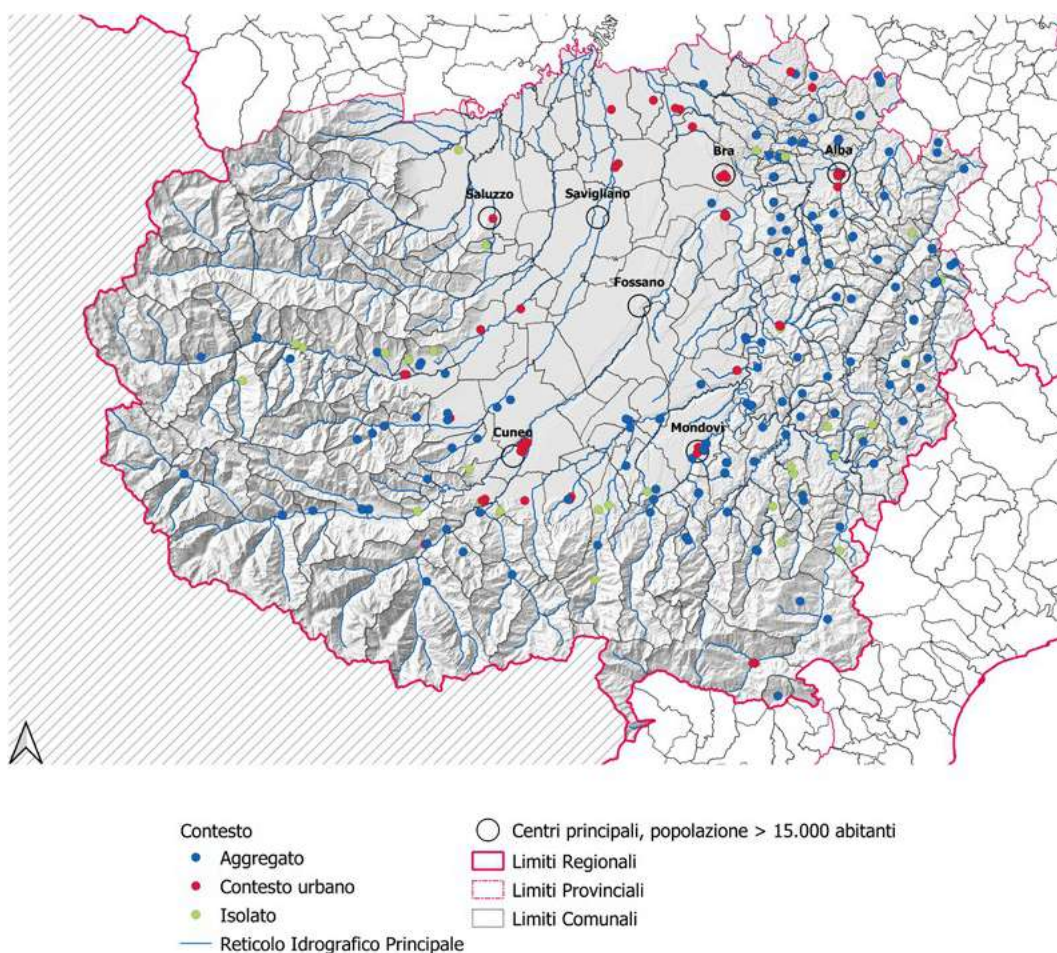 Bra
Alba
Saluzzo
Savigliano
Fossano
Cuneo
Mondovì
Contesto
Aggregato
Contesto urbano
Isolato
Reticolo Idrografico Principale
Centri principali, popolazione > 15.000 abitanti
Limiti Regionali
Limiti Provinciali
Limiti Comunali